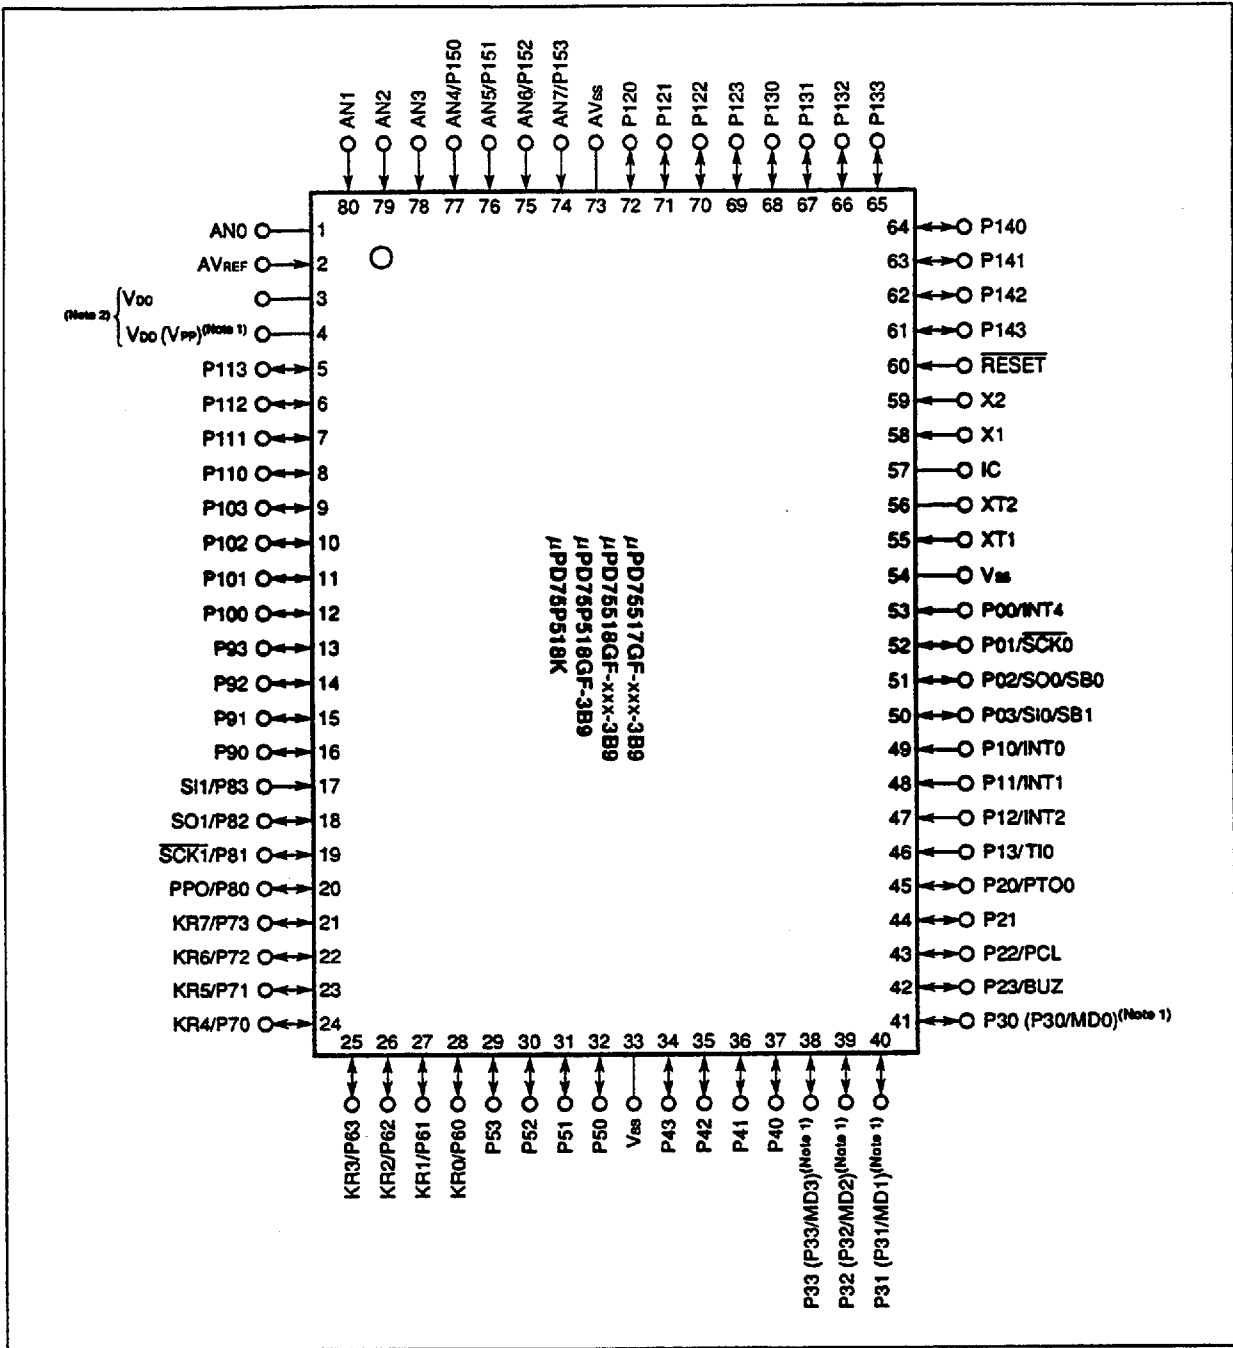 AN1
AN2
AN3
AN4/P150
AN5/P151
AN6/P152
AN7/P153
AVss
P120
P121
P122
P123
P130
P131
P132
P133
80 79 78 77 76 75 74 73 72 71 70 69 68 67 66 65
AN0 1
AVREF 2
(Note 2)
VDD 3
VDD (VPP)(Note 1) 4
P113 5
P112 6
P111 7
P110 8
P103 9
P102 10
P101 11
P100 12
P93 13
P92 14
P91 15
P90 16
SI1/P83 17
SO1/P82 18
S̅C̅K̅1̅/P81 19
PPO/P80 20
KR7/P73 21
KR6/P72 22
KR5/P71 23
KR4/P70 24
µPD75517GF-xxx-3B9
µPD75518GF-xxx-3B9
µPD75P518GF-3B9
µPD75P518K
64 P140
63 P141
62 P142
61 P143
60 R̅E̅S̅E̅T̅
59 X2
58 X1
57 IC
56 XT2
55 XT1
54 Vss
53 P00/INT4
52 P01/S̅C̅K̅0̅
51 P02/SO0/SB0
50 P03/SI0/SB1
49 P10/INT0
48 P11/INT1
47 P12/INT2
46 P13/TI0
45 P20/PTO0
44 P21
43 P22/PCL
42 P23/BUZ
41 P30 (P30/MD0)(Note 1)
25 26 27 28 29 30 31 32 33 34 35 36 37 38 39 40
KR3/P63
KR2/P62
KR1/P61
KR0/P60
P53
P52
P51
P50
Vss
P43
P42
P41
P40
P33 (P33/MD3)(Note 1)
P32 (P32/MD2)(Note 1)
P31 (P31/MD1)(Note 1)